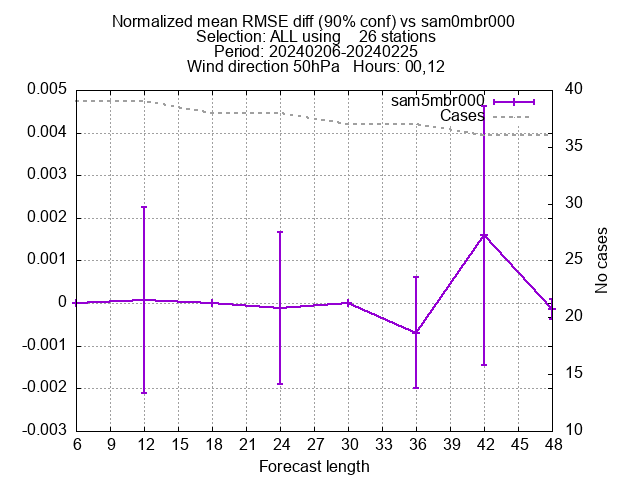 Normalized mean RMSE diff (90% conf) vs sam0mbr000
Selection: ALL using    26 stations
Period: 20240206-20240225
Wind direction 50hPa   Hours: 00,12
sam5mbr000
Cases
0.005
0.004
0.003
0.002
0.001
0
-0.001
-0.002
-0.003
40
35
30
25
20
15
10
No cases
6 9 12 15 18 21 24 27 30 33 36 39 42 45 48
Forecast length